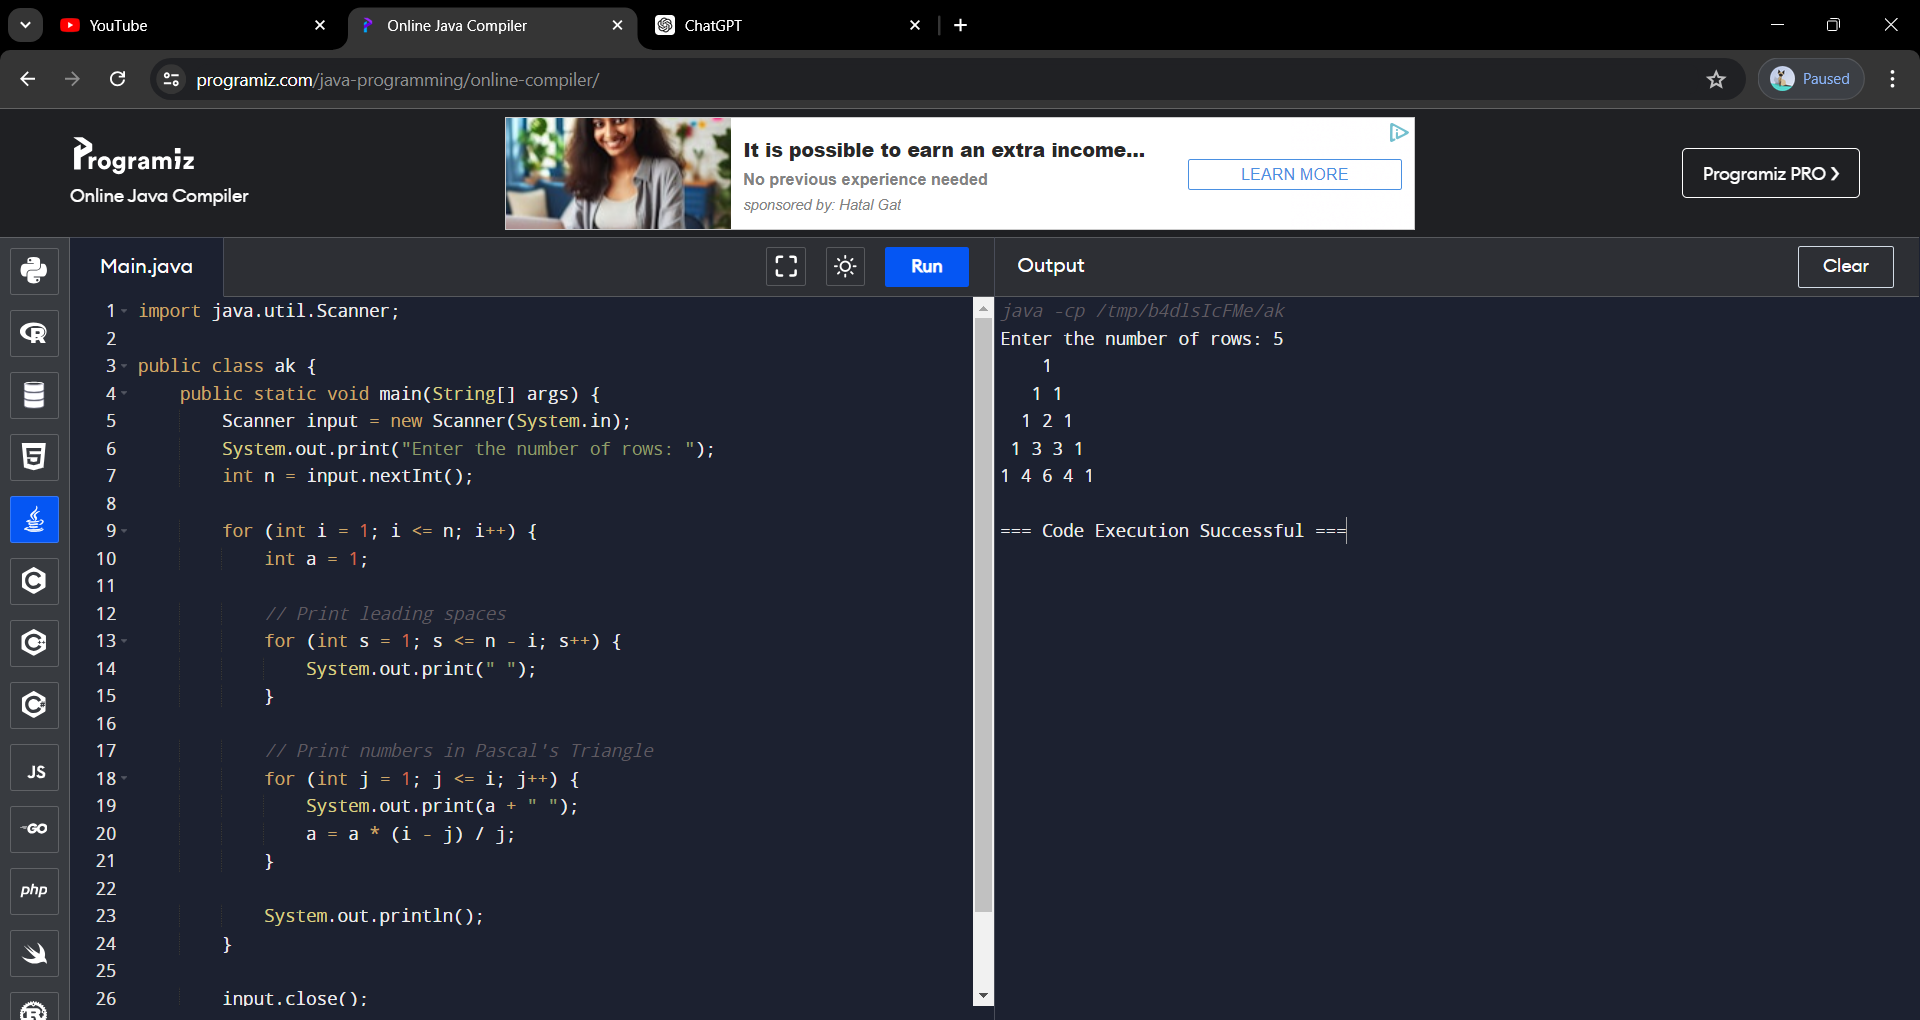 YouTube
Online Java Compiler
ChatGPT
programiz.com/java-programming/online-compiler/
Paused
Programiz
Online Java Compiler
It is possible to earn an extra income...
No previous experience needed
sponsored by: Hatal Gat
LEARN MORE
Programiz PRO
Main.java
Run
Output
Clear
1 import java.util.Scanner;
2
3 public class ak {
4 public static void main(String[] args) {
5 Scanner input = new Scanner(System.in);
6 System.out.print("Enter the number of rows: ");
7 int n = input.nextInt();
8
9 for (int i = 1; i <= n; i++) {
10 int a = 1;
11
12 // Print leading spaces
13 for (int s = 1; s <= n - i; s++) {
14 System.out.print(" ");
15 }
16
17 // Print numbers in Pascal's Triangle
18 for (int j = 1; j <= i; j++) {
19 System.out.print(a + " ");
20 a = a * (i - j) / j;
21 }
22
23 System.out.println();
24 }
25
26 input.close();
java -cp /tmp/b4dlsIcFMe/ak
Enter the number of rows: 5
1
1 1
1 2 1
1 3 3 1
1 4 6 4 1
=== Code Execution Successful ===
R
5
C
C++
C#
JS
GO
php
R